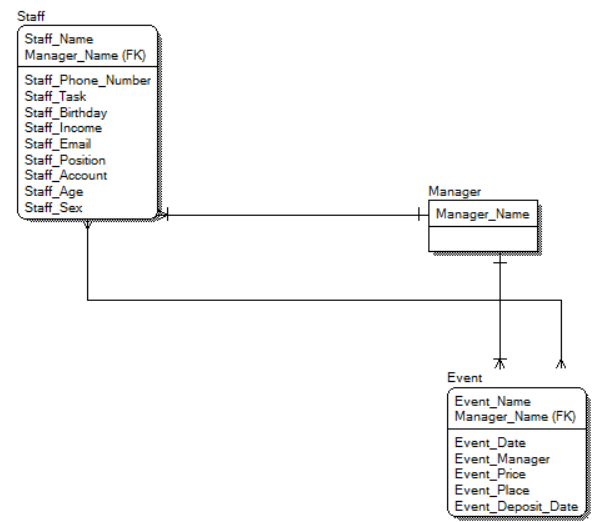 Staff
Staff_Name
Manager_Name (FK)
Staff_Phone_Number
Staff_Task
Staff_Birthday
Staff_Income
Staff_Email
Staff_Position
Staff_Account
Staff_Age
Staff_Sex
Manager
Manager_Name
Event
Event_Name
Manager_Name (FK)
Event_Date
Event_Manager
Event_Price
Event_Place
Event_Deposit_Date